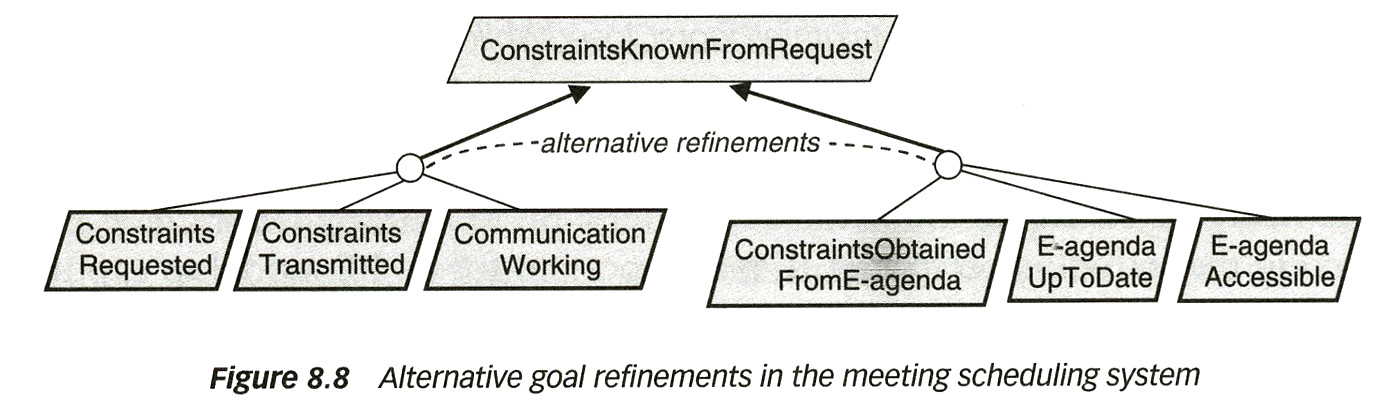 ConstraintsKnownFromRequest
alternative refinements
Constraints
Requested
Constraints
Transmitted
Communication
Working
ConstraintsObtained
FromE-agenda
E-agenda
UpToDate
E-agenda
Accessible
Figure 8.8 Alternative goal refinements in the meeting scheduling system